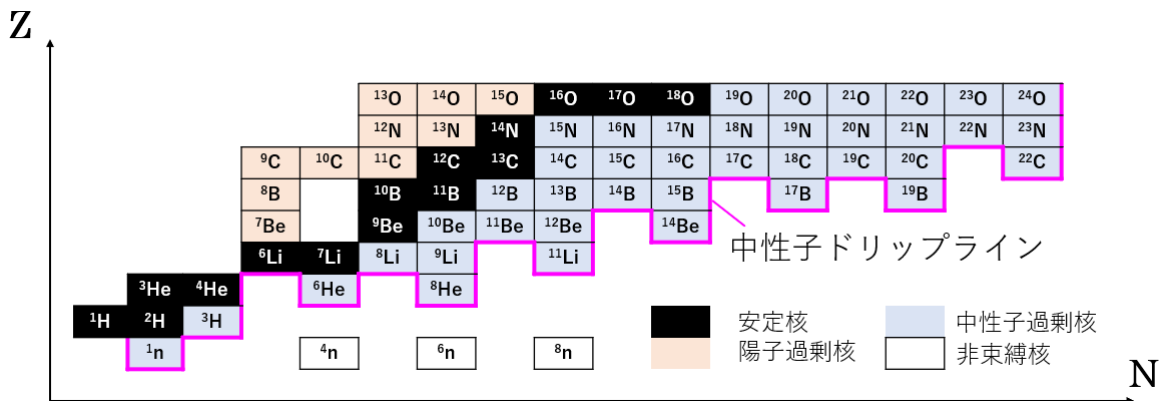 Z
¹³O ¹⁴O ¹⁵O ¹⁶O ¹⁷O ¹⁸O ¹⁹O ²⁰O ²¹O ²²O ²³O ²⁴O
¹²N ¹³N ¹⁴N ¹⁵N ¹⁶N ¹⁷N ¹⁸N ¹⁹N ²⁰N ²¹N ²²N ²³N
⁹C ¹⁰C ¹¹C ¹²C ¹³C ¹⁴C ¹⁵C ¹⁶C ¹⁷C ¹⁸C ¹⁹C ²⁰C ²²C
⁸B ¹⁰B ¹¹B ¹²B ¹³B ¹⁴B ¹⁵B ¹⁷B ¹⁹B
⁷Be ⁹Be ¹⁰Be ¹¹Be ¹²Be ¹⁴Be
中性子ドリップライン
⁶Li ⁷Li ⁸Li ⁹Li ¹¹Li
³He ⁴He ⁶He ⁸He
¹H ²H ³H
¹n ⁴n ⁶n ⁸n
安定核
中性子過剰核
陽子過剰核
非束縛核
N